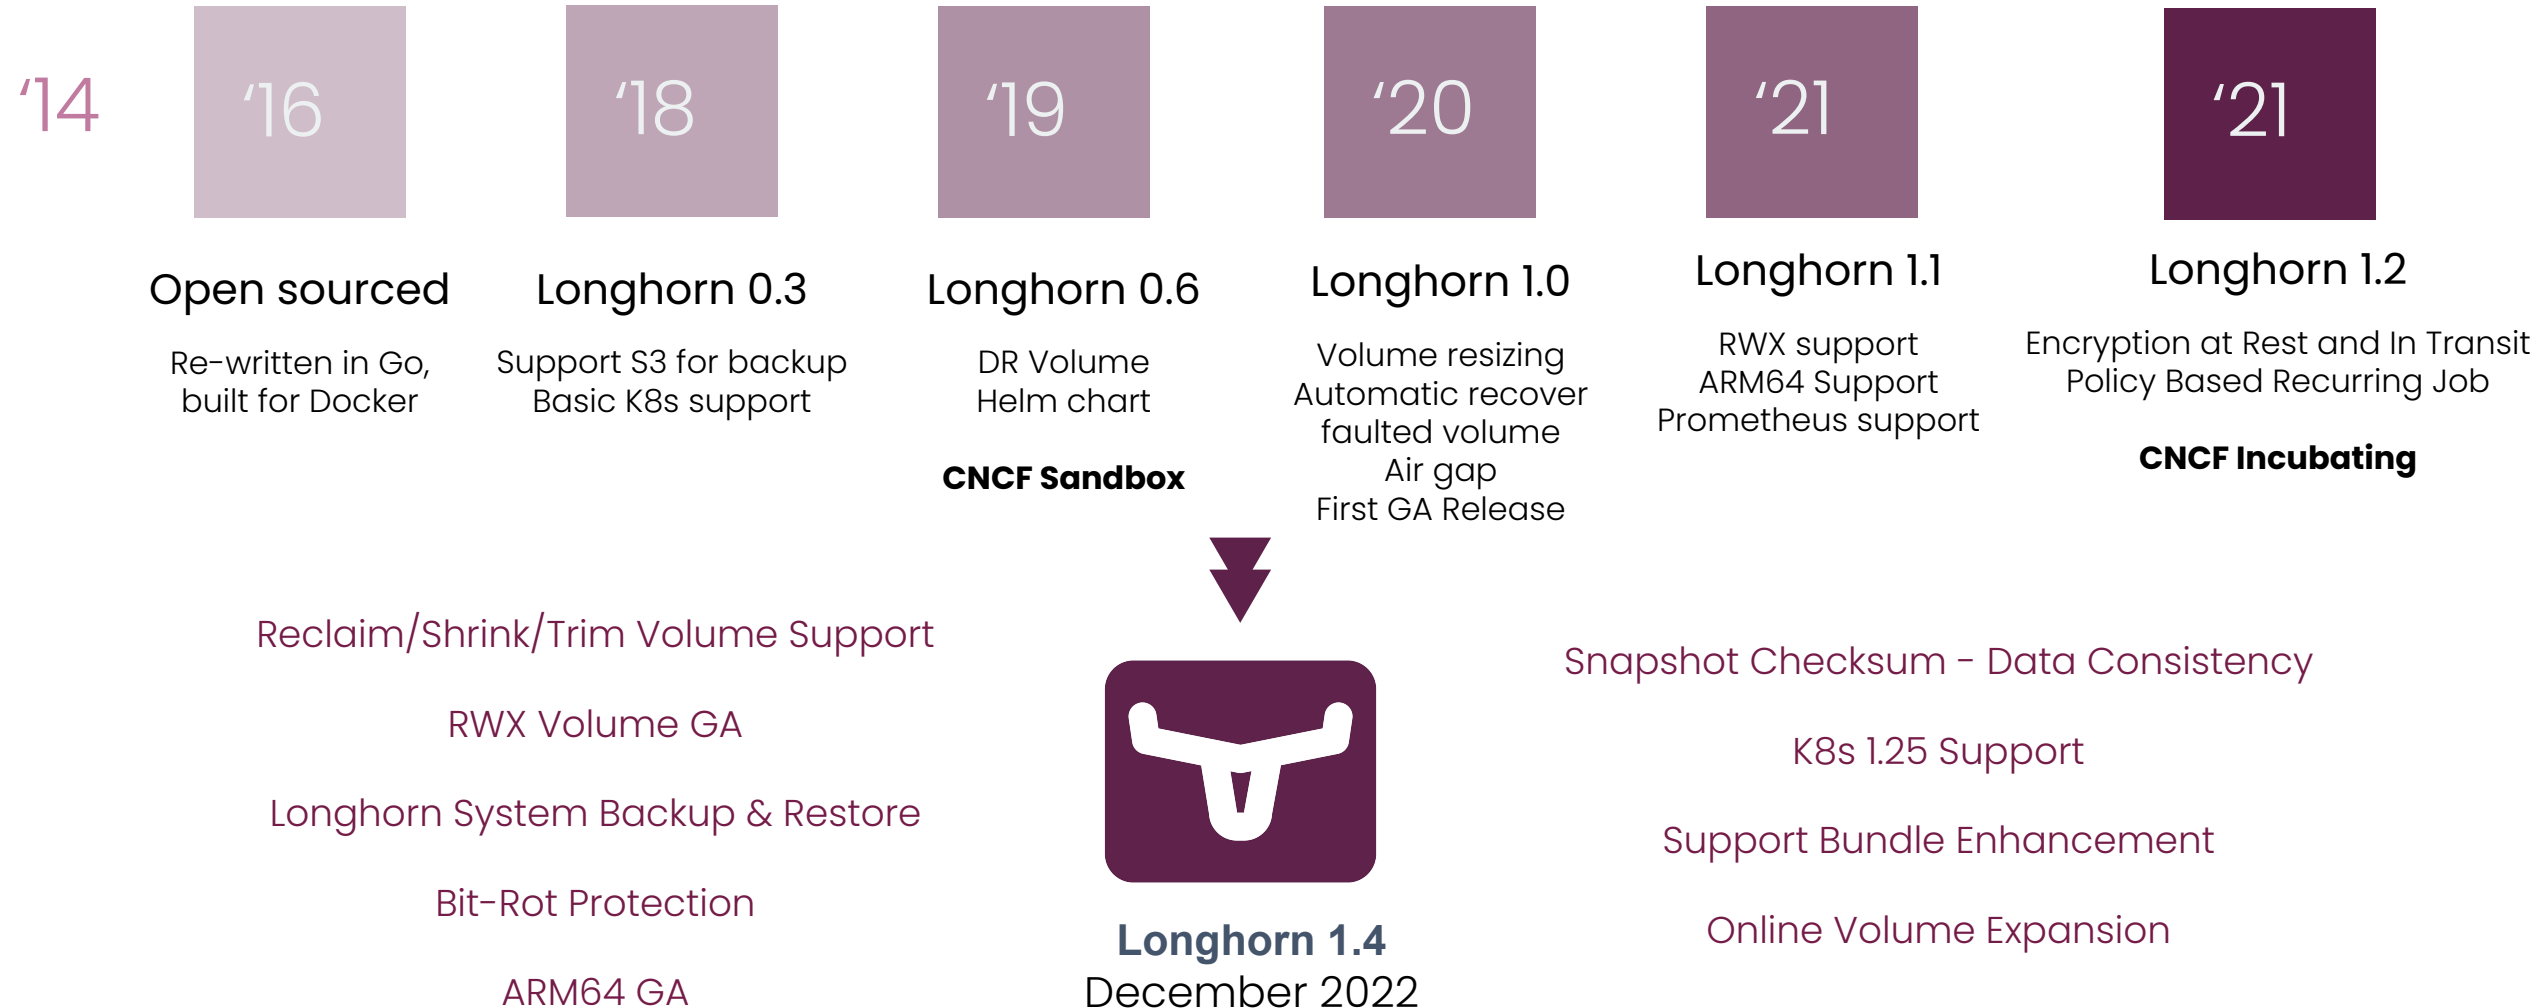 ‘14
‘16
‘18
‘19
‘20
‘21
‘21
Open sourced
Re-written in Go,
built for Docker
Longhorn 0.3
Support S3 for backup
Basic K8s support
Longhorn 0.6
DR Volume
Helm chart
CNCF Sandbox
Longhorn 1.0
Volume resizing
Automatic recover
faulted volume
Air gap
First GA Release
Longhorn 1.1
RWX support
ARM64 Support
Prometheus support
Longhorn 1.2
Encryption at Rest and In Transit
Policy Based Recurring Job
CNCF Incubating
Reclaim/Shrink/Trim Volume Support
RWX Volume GA
Longhorn System Backup & Restore
Bit-Rot Protection
ARM64 GA
Longhorn 1.4
December 2022
Snapshot Checksum - Data Consistency
K8s 1.25 Support
Support Bundle Enhancement
Online Volume Expansion